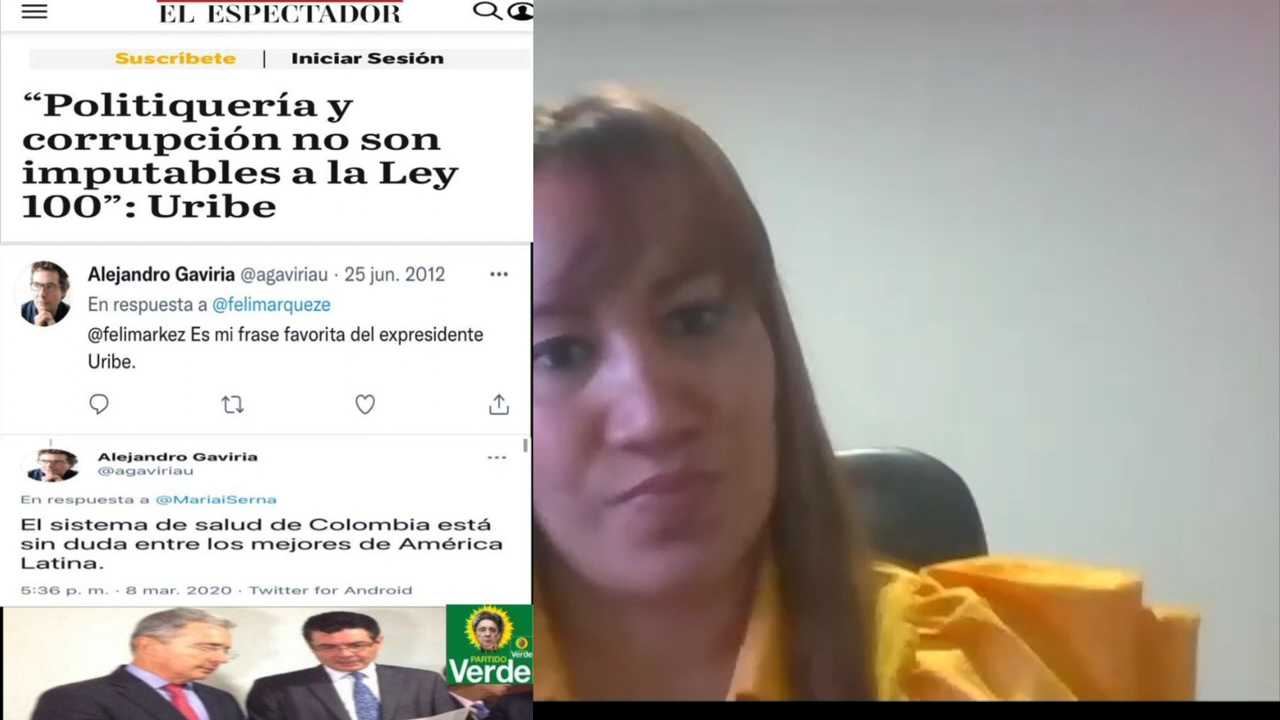 EL ESPECTADOR
Suscríbete | Iniciar Sesión
“Politiquería y
corrupción no son
imputables a la Ley
100”: Uribe
Alejandro Gaviria @agaviriau · 25 jun. 2012
En respuesta a @felimarqueze
@felimarkez Es mi frase favorita del expresidente
Uribe.
Alejandro Gaviria
@agaviriau
En respuesta a @MariaiSerna
El sistema de salud de Colombia está
sin duda entre los mejores de América
Latina.
5:36 p. m. · 8 mar. 2020 · Twitter for Android
PARTIDO
Verde
Verde